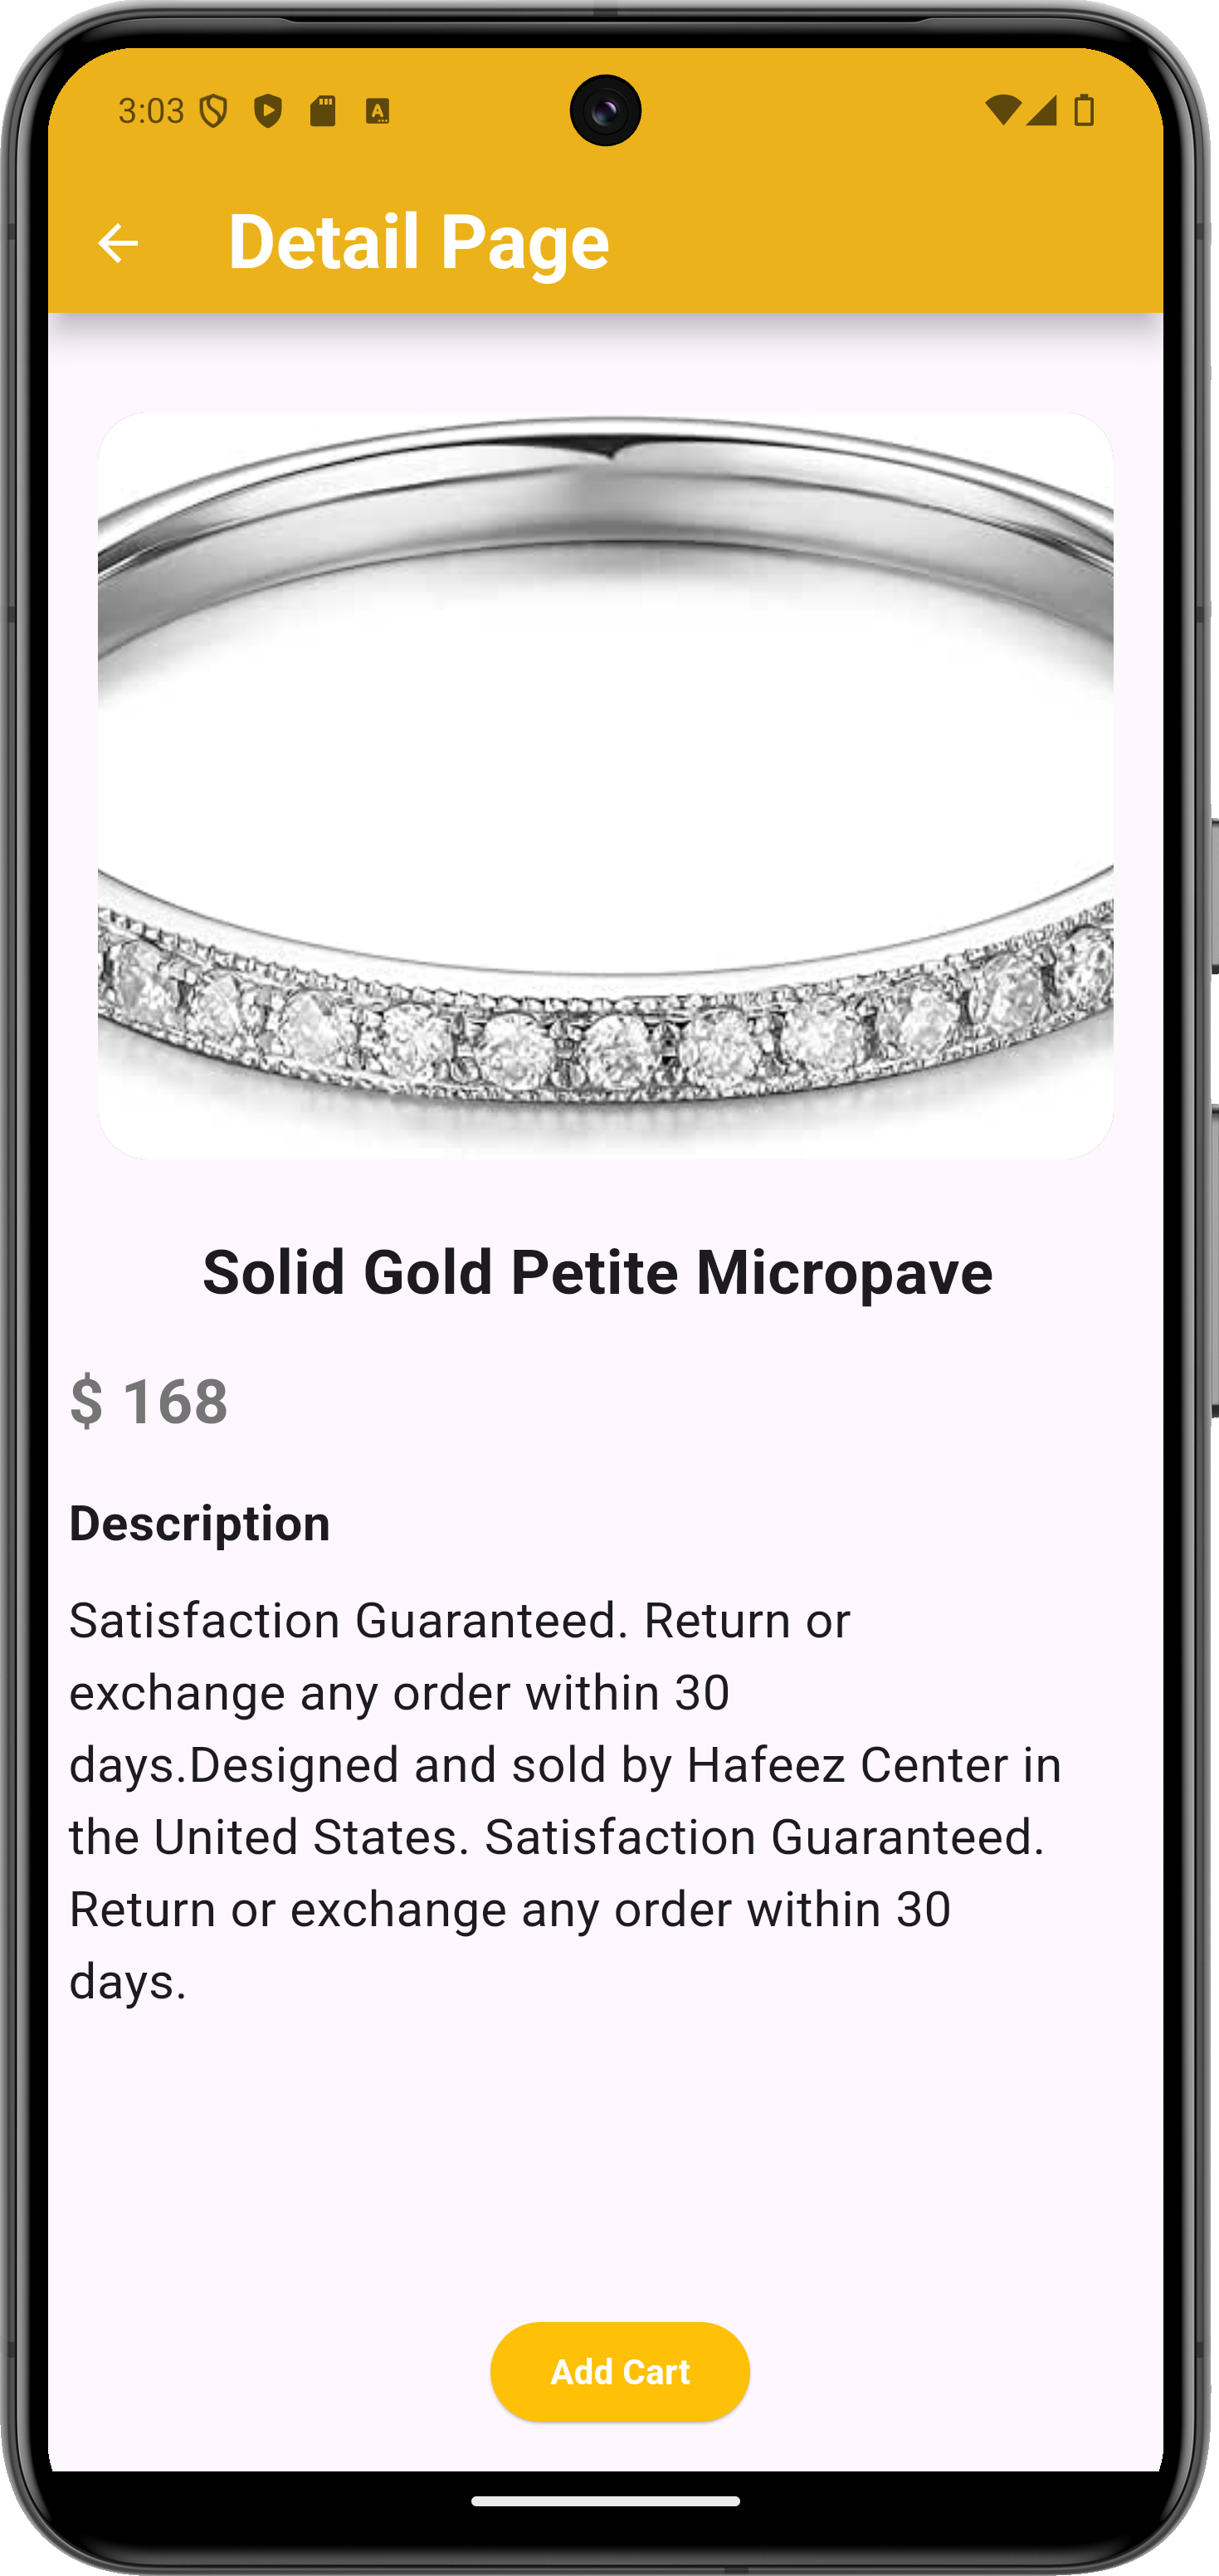 3:03
Detail Page
Solid Gold Petite Micropave
$ 168
Description
Satisfaction Guaranteed. Return or
exchange any order within 30
days.Designed and sold by Hafeez Center in
the United States. Satisfaction Guaranteed.
Return or exchange any order within 30
days.
Add Cart